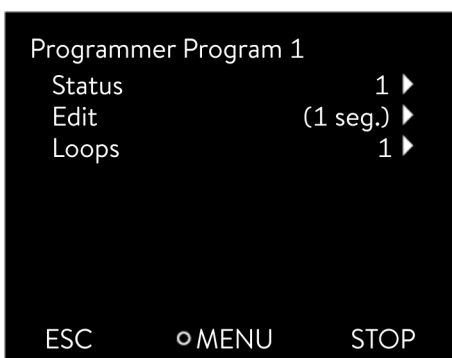 Programmer Program 1
Status 1
Edit (1 seg.)
Loops 1
ESC MENU STOP